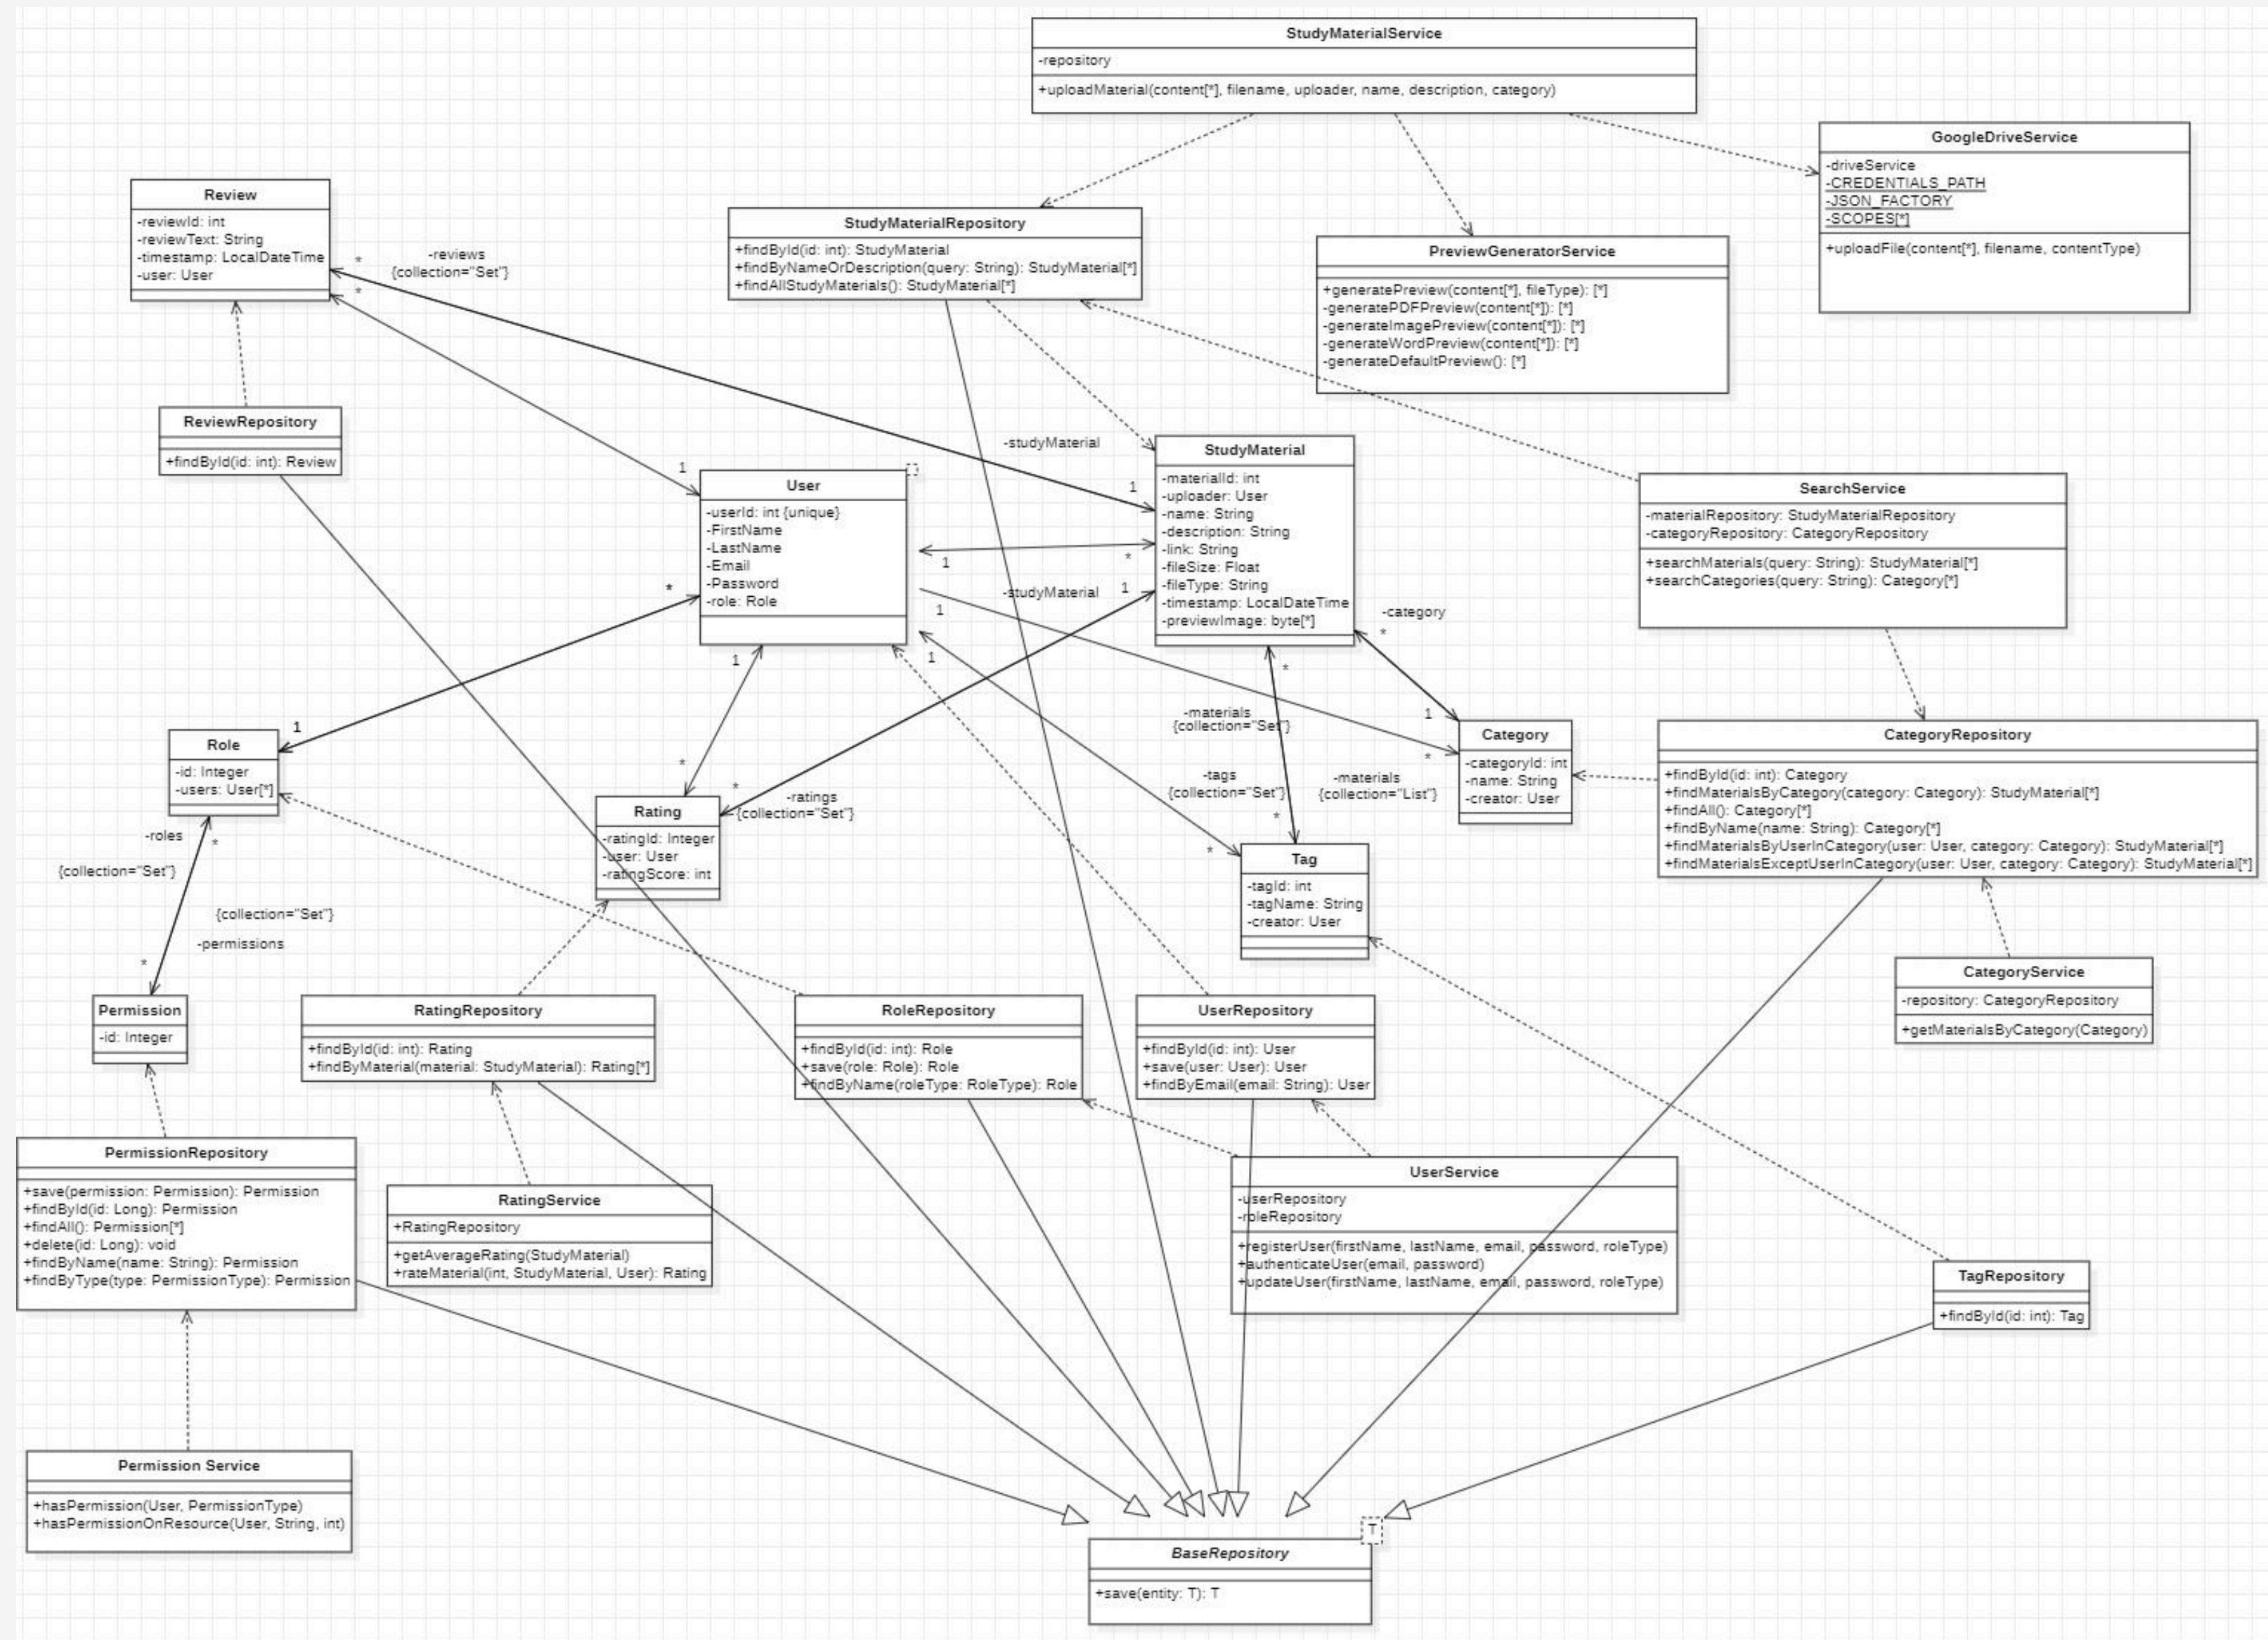 StudyMaterialService
-repository
+uploadMaterial(content[*], filename, uploader, name, description, category)
GoogleDriveService
-driveService
-CREDENTIALS_PATH
-JSON_FACTORY
-SCOPES[*]
+uploadFile(content[*], filename, contentType)
Review
-reviewId: int
-reviewText: String
-timestamp: LocalDateTime
-user: User
*
*
-reviews
{collection="Set"}
StudyMaterialRepository
+findById(id: int): StudyMaterial
+findByNameOrDescription(query: String): StudyMaterial[*]
+findAllStudyMaterials(): StudyMaterial[*]
PreviewGeneratorService
+generatePreview(content[*], fileType): [*]
-generatePDFPreview(content[*]): [*]
-generateImagePreview(content[*]): [*]
-generateWordPreview(content[*]): [*]
-generateDefaultPreview(): [*]
ReviewRepository
+findById(id: int): Review
-studyMaterial
1
1
User
-userId: int {unique}
-FirstName
-LastName
-Email
-Password
-role: Role
StudyMaterial
-materialId: int
-uploader: User
-name: String
-description: String
-link: String
-fileSize: Float
-fileType: String
-timestamp: LocalDateTime
-previewImage: byte[*]
SearchService
-materialRepository: StudyMaterialRepository
-categoryRepository: CategoryRepository
+searchMaterials(query: String): StudyMaterial[*]
+searchCategories(query: String): Category[*]
1
*
*
-studyMaterial
1
1
1
1
-category
*
*
1
Role
-id: Integer
-users: User[*]
-materials
{collection="Set"}
1
*
Category
-categoryId: int
-name: String
-creator: User
CategoryRepository
+findById(id: int): Category
+findMaterialsByCategory(category: Category): StudyMaterial[*]
+findAll(): Category[*]
+findByName(name: String): Category[*]
+findMaterialsByUserInCategory(user: User, category: Category): StudyMaterial[*]
+findMaterialsExceptUserInCategory(user: User, category: Category): StudyMaterial[*]
*
*
-ratings
{collection="Set"}
Rating
-ratingId: Integer
-user: User
-ratingScore: int
-tags
{collection="Set"}
-materials
{collection="List"}
*
*
Tag
-tagId: int
-tagName: String
-creator: User
-roles
*
{collection="Set"}
{collection="Set"}
-permissions
*
Permission
-id: Integer
RatingRepository
+findById(id: int): Rating
+findByMaterial(material: StudyMaterial): Rating[*]
RoleRepository
+findById(id: int): Role
+save(role: Role): Role
+findByName(roleType: RoleType): Role
UserRepository
+findById(id: int): User
+save(user: User): User
+findByEmail(email: String): User
CategoryService
-repository: CategoryRepository
+getMaterialsByCategory(Category)
PermissionRepository
+save(permission: Permission): Permission
+findById(id: Long): Permission
+findAll(): Permission[*]
+delete(id: Long): void
+findByName(name: String): Permission
+findByType(type: PermissionType): Permission
RatingService
+RatingRepository
+getAverageRating(StudyMaterial)
+rateMaterial(int, StudyMaterial, User): Rating
UserService
-userRepository
-roleRepository
+registerUser(firstName, lastName, email, password, roleType)
+authenticateUser(email, password)
+updateUser(firstName, lastName, email, password, roleType)
TagRepository
+findById(id: int): Tag
Permission Service
+hasPermission(User, PermissionType)
+hasPermissionOnResource(User, String, int)
T
BaseRepository
+save(entity: T): T